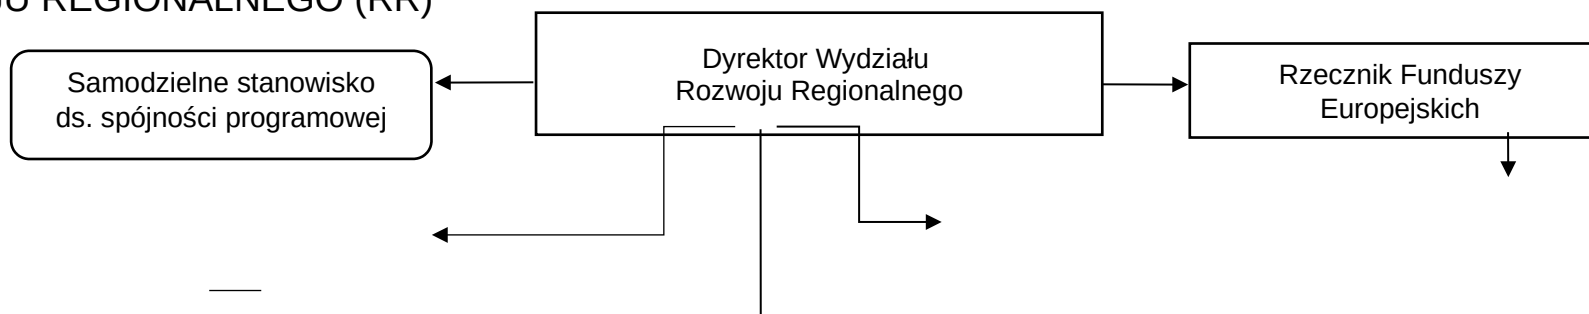 U REGIONALNEGO (RR)
Dyrektor Wydziału
Rozwoju Regionalnego
Samodzielne stanowisko
ds. spójności programowej
Rzecznik Funduszy
Europejskich